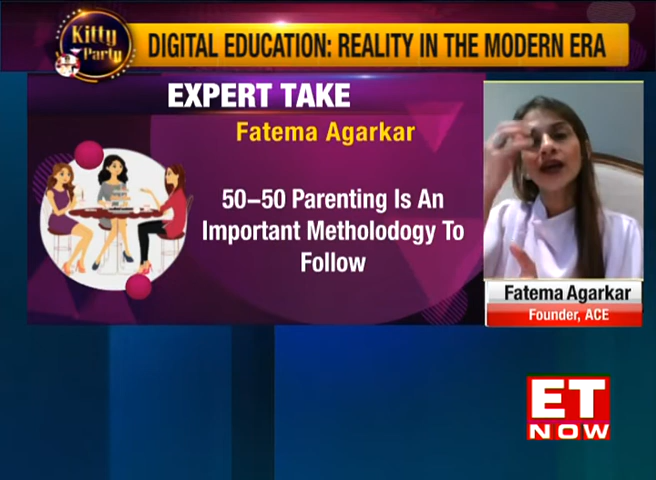 Kitty
Party
DIGITAL EDUCATION: REALITY IN THE MODERN ERA
EXPERT TAKE
Fatema Agarkar
50–50 Parenting Is An
Important Metholodogy To
Follow
Fatema Agarkar
Founder, ACE
ET
NOW